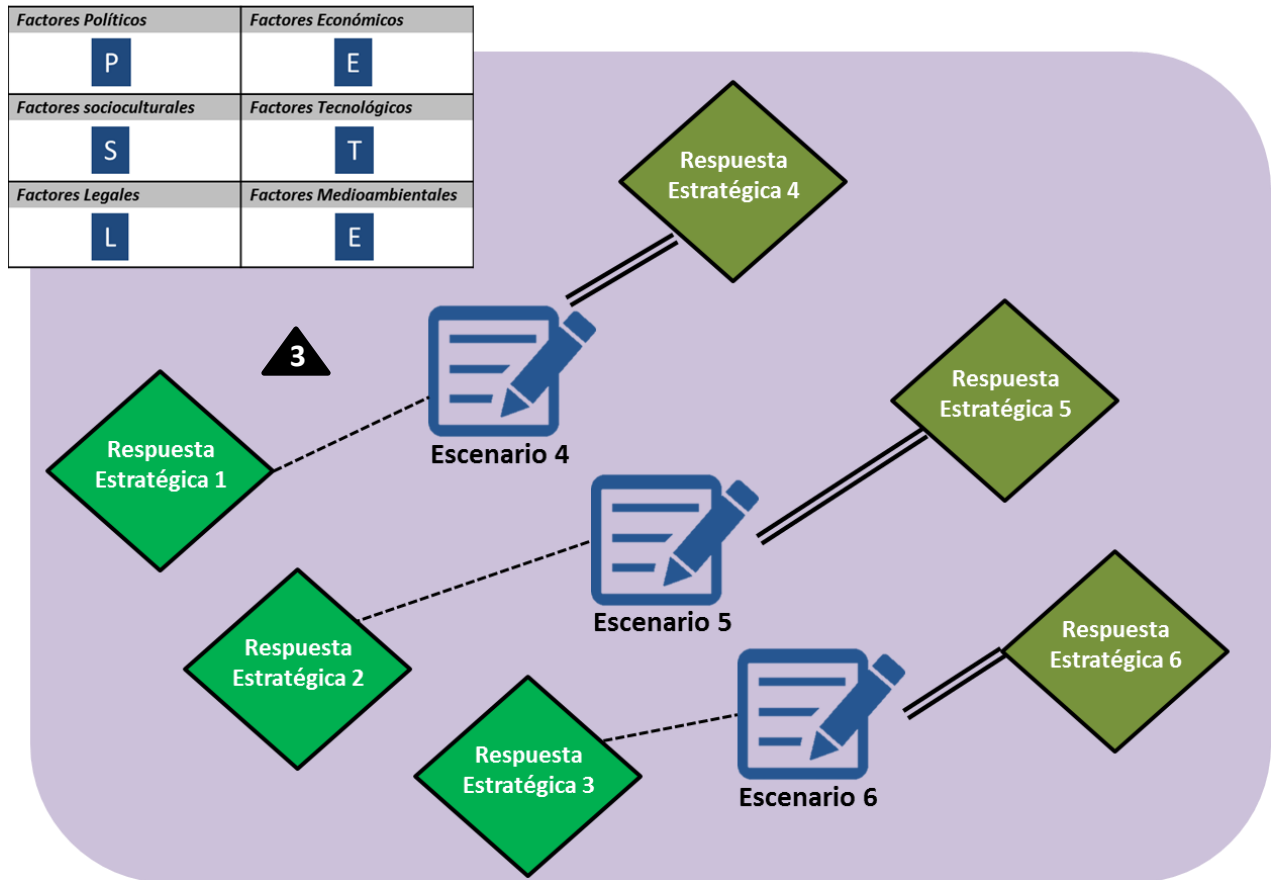 Factores Políticos
Factores Económicos
P
E
Factores socioculturales
Factores Tecnológicos
S
T
Factores Legales
Factores Medioambientales
L
E
Respuesta
Estratégica 4
3
Escenario 4
Respuesta
Estratégica 5
Respuesta
Estratégica 1
Escenario 5
Respuesta
Estratégica 2
Respuesta
Estratégica 6
Respuesta
Estratégica 3
Escenario 6